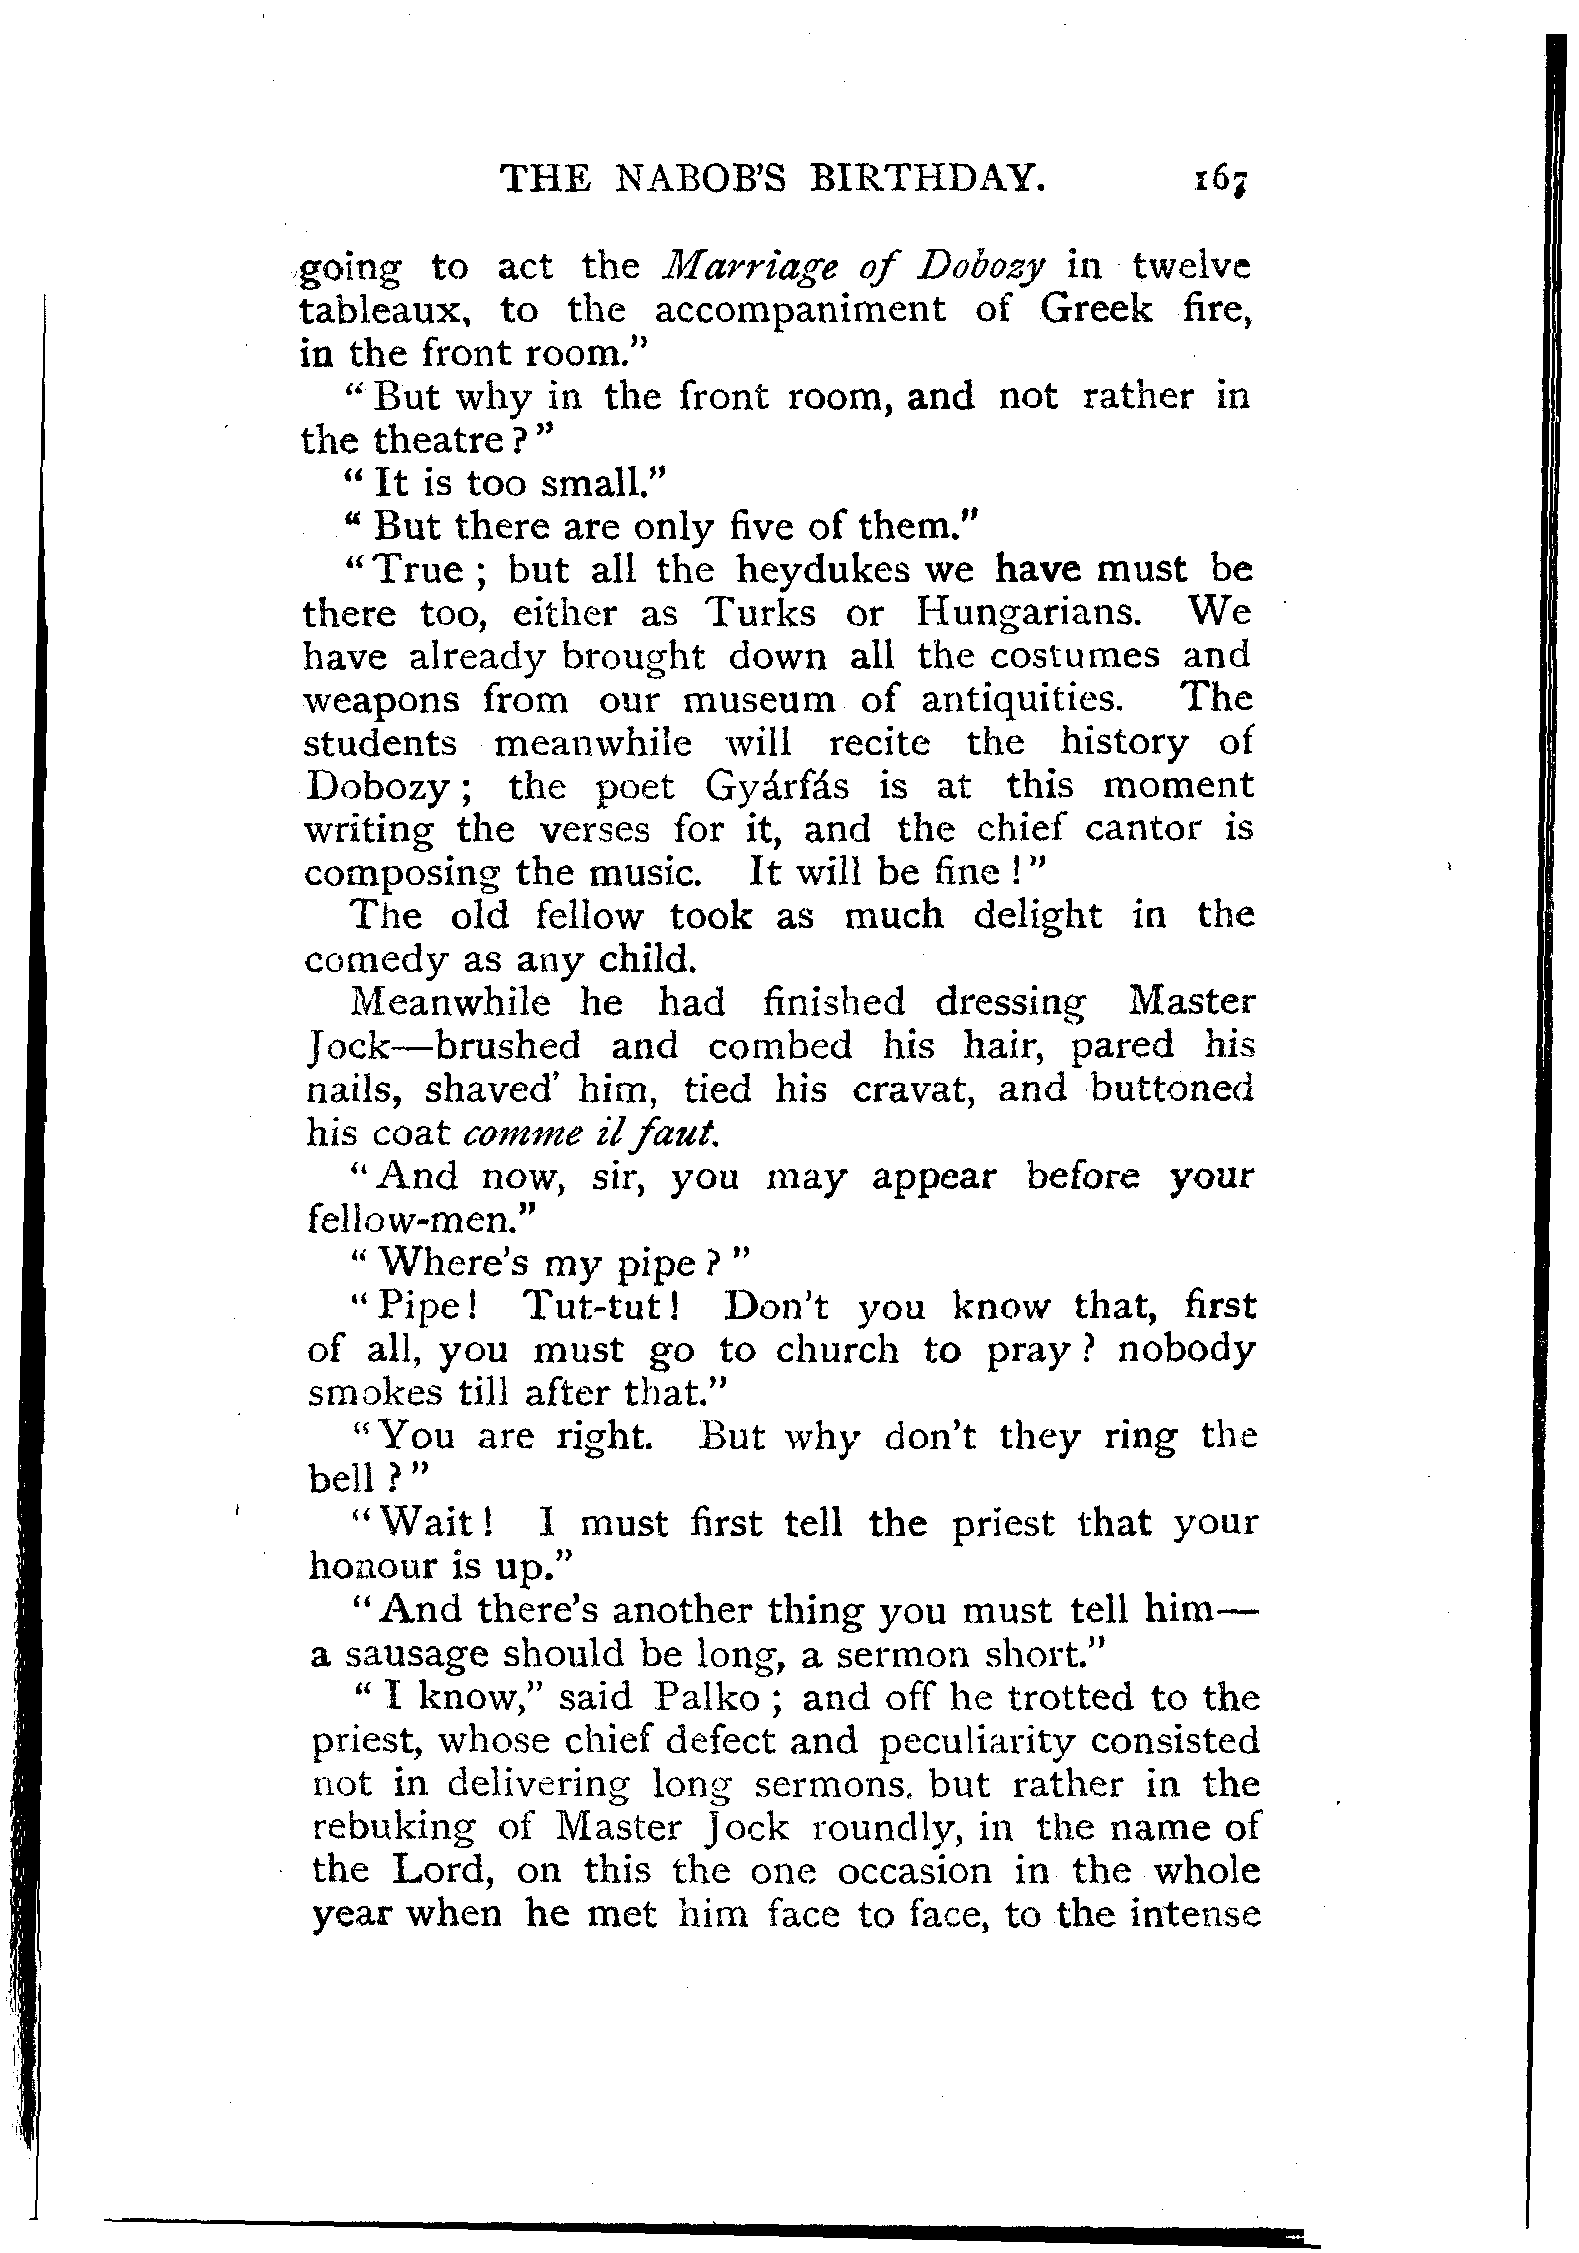 THE NABOB'S BIRTHDAY. 167
going to act the Marriage of Dobozy in twelve
tableaux, to the accompaniment of Greek fire,
in the front room."
"But why in the front room, and not rather in
the theatre?"
"It is too small."
"But there are only five of them."
"True; but all the heydukes we have must be
there too, either as Turks or Hungarians. We
have already brought down all the costumes and
weapons from our museum of antiquities. The
students meanwhile will recite the history of
Dobozy; the poet Gyárfás is at this moment
writing the verses for it, and the chief cantor is
composing the music. It will be fine!"
The old fellow took as much delight in the
comedy as any child.
Meanwhile he had finished dressing Master
Jock—brushed and combed his hair, pared his
nails, shaved' him, tied his cravat, and buttoned
his coat comme il faut.
"And now, sir, you may appear before your
fellow-men."
"Where's my pipe?"
"Pipe! Tut-tut! Don't you know that, first
of all, you must go to church to pray? nobody
smokes till after that."
"You are right. But why don't they ring the
bell?"
"Wait! I must first tell the priest that your
honour is up."
"And there's another thing you must tell him—
a sausage should be long, a sermon short."
"I know," said Palko; and off he trotted to the
priest, whose chief defect and peculiarity consisted
not in delivering long sermons, but rather in the
rebuking of Master Jock roundly, in the name of
the Lord, on this the one occasion in the whole
year when he met him face to face, to the intense